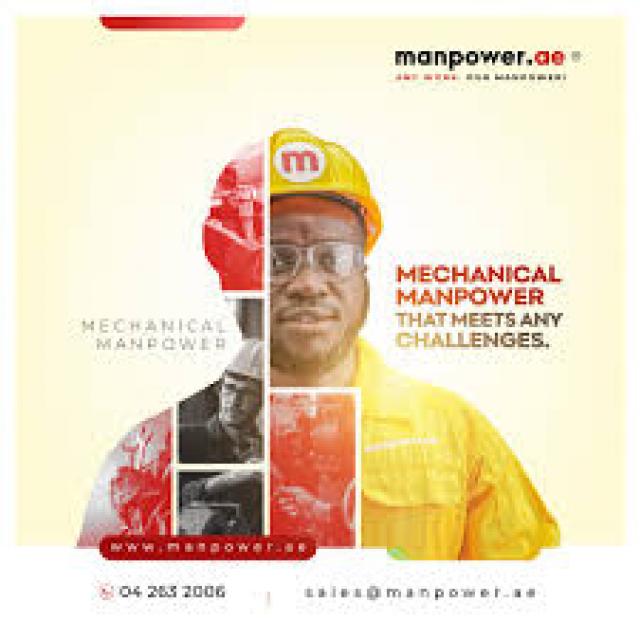 manpower.ae ®
ANY WORK. OUR MANPOWER!
m
MECHANICAL
MANPOWER
THAT MEETS ANY
CHALLENGES.
MECHANICAL
MANPOWER
www.manpower.ae
04 263 2006
sales@manpower.ae